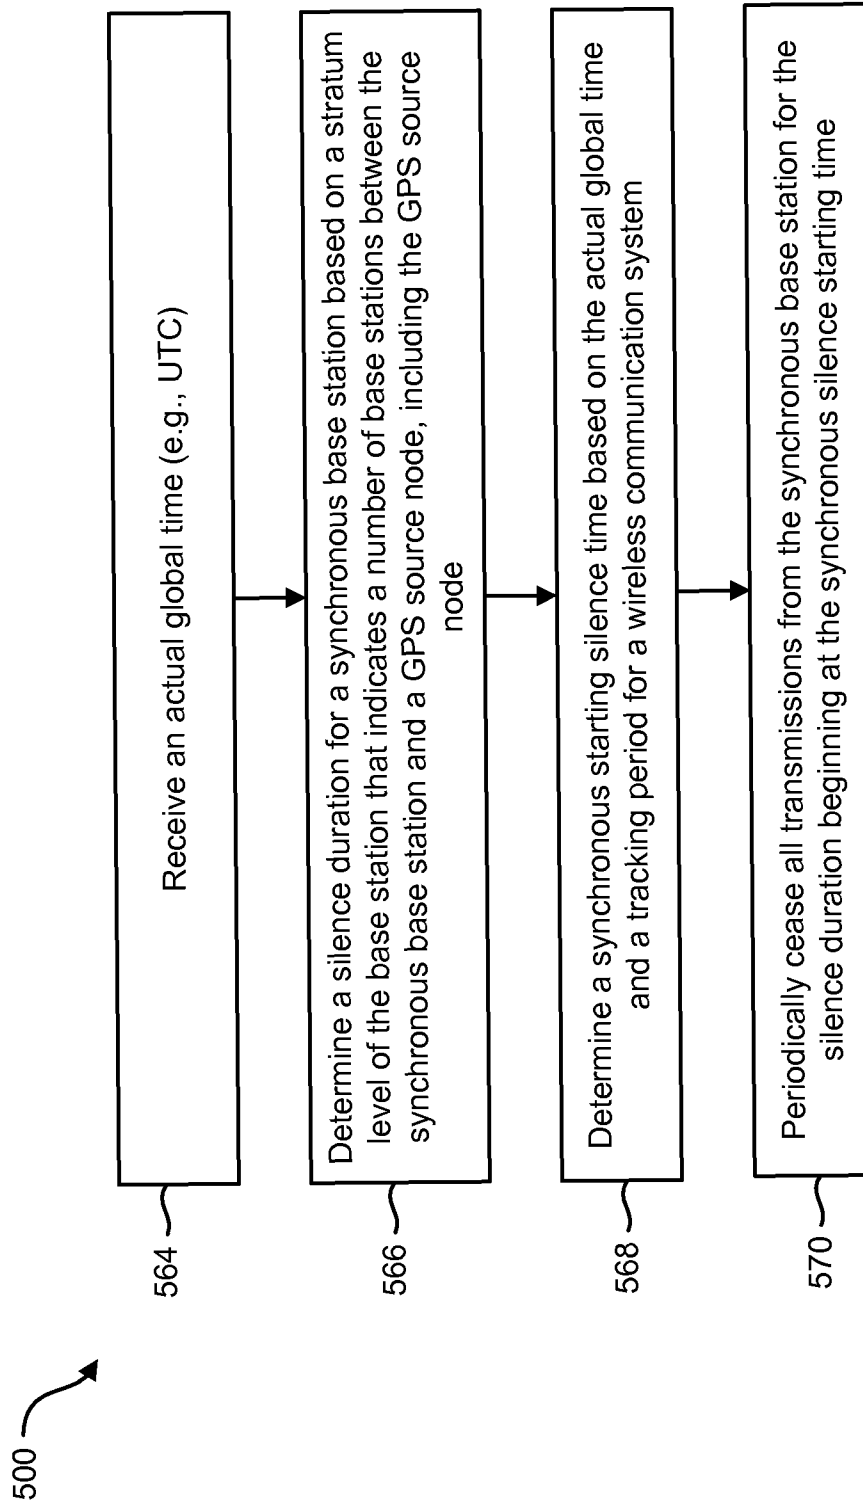 500
564
Receive an actual global time (e.g., UTC)
566
Determine a silence duration for a synchronous base station based on a stratum
level of the base station that indicates a number of base stations between the
synchronous base station and a GPS source node, including the GPS source
node
568
Determine a synchronous starting silence time based on the actual global time
and a tracking period for a wireless communication system
570
Periodically cease all transmissions from the synchronous base station for the
silence duration beginning at the synchronous silence starting time